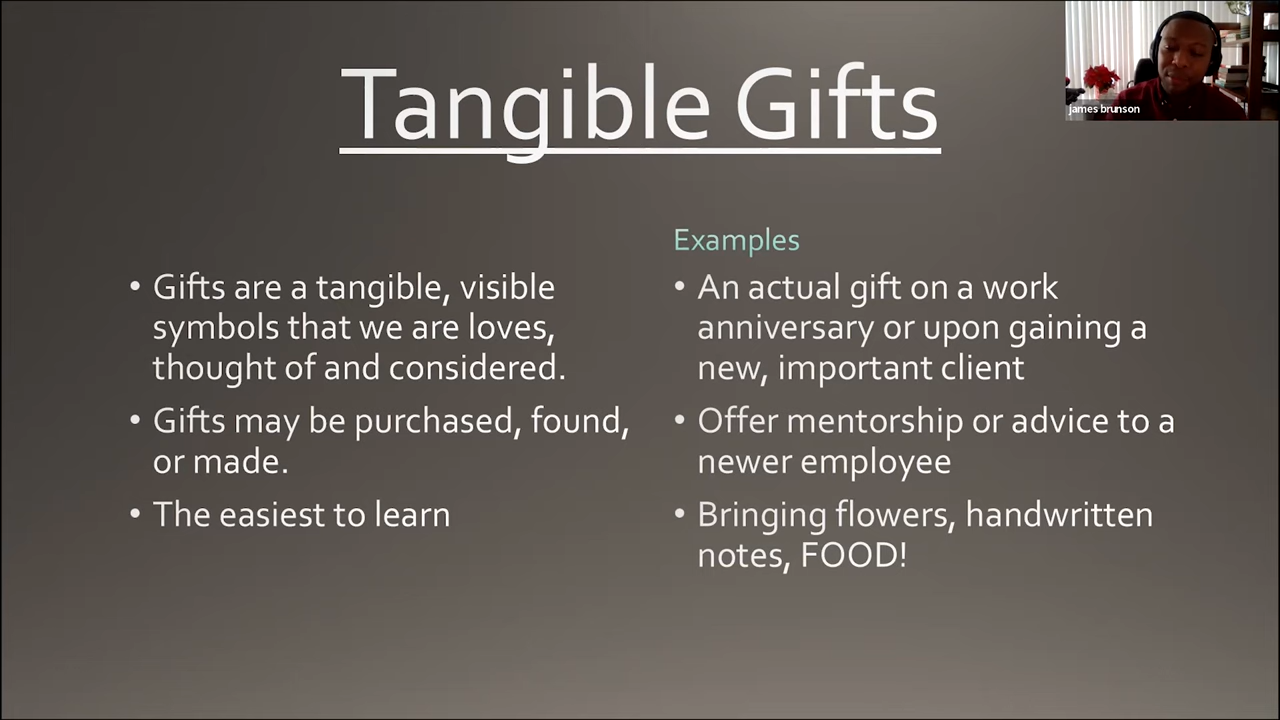 Tangible Gifts
james brunson
• Gifts are a tangible, visible
symbols that we are loves,
thought of and considered.
• Gifts may be purchased, found,
or made.
• The easiest to learn
Examples
• An actual gift on a work
anniversary or upon gaining a
new, important client
• Offer mentorship or advice to a
newer employee
• Bringing flowers, handwritten
notes, FOOD!